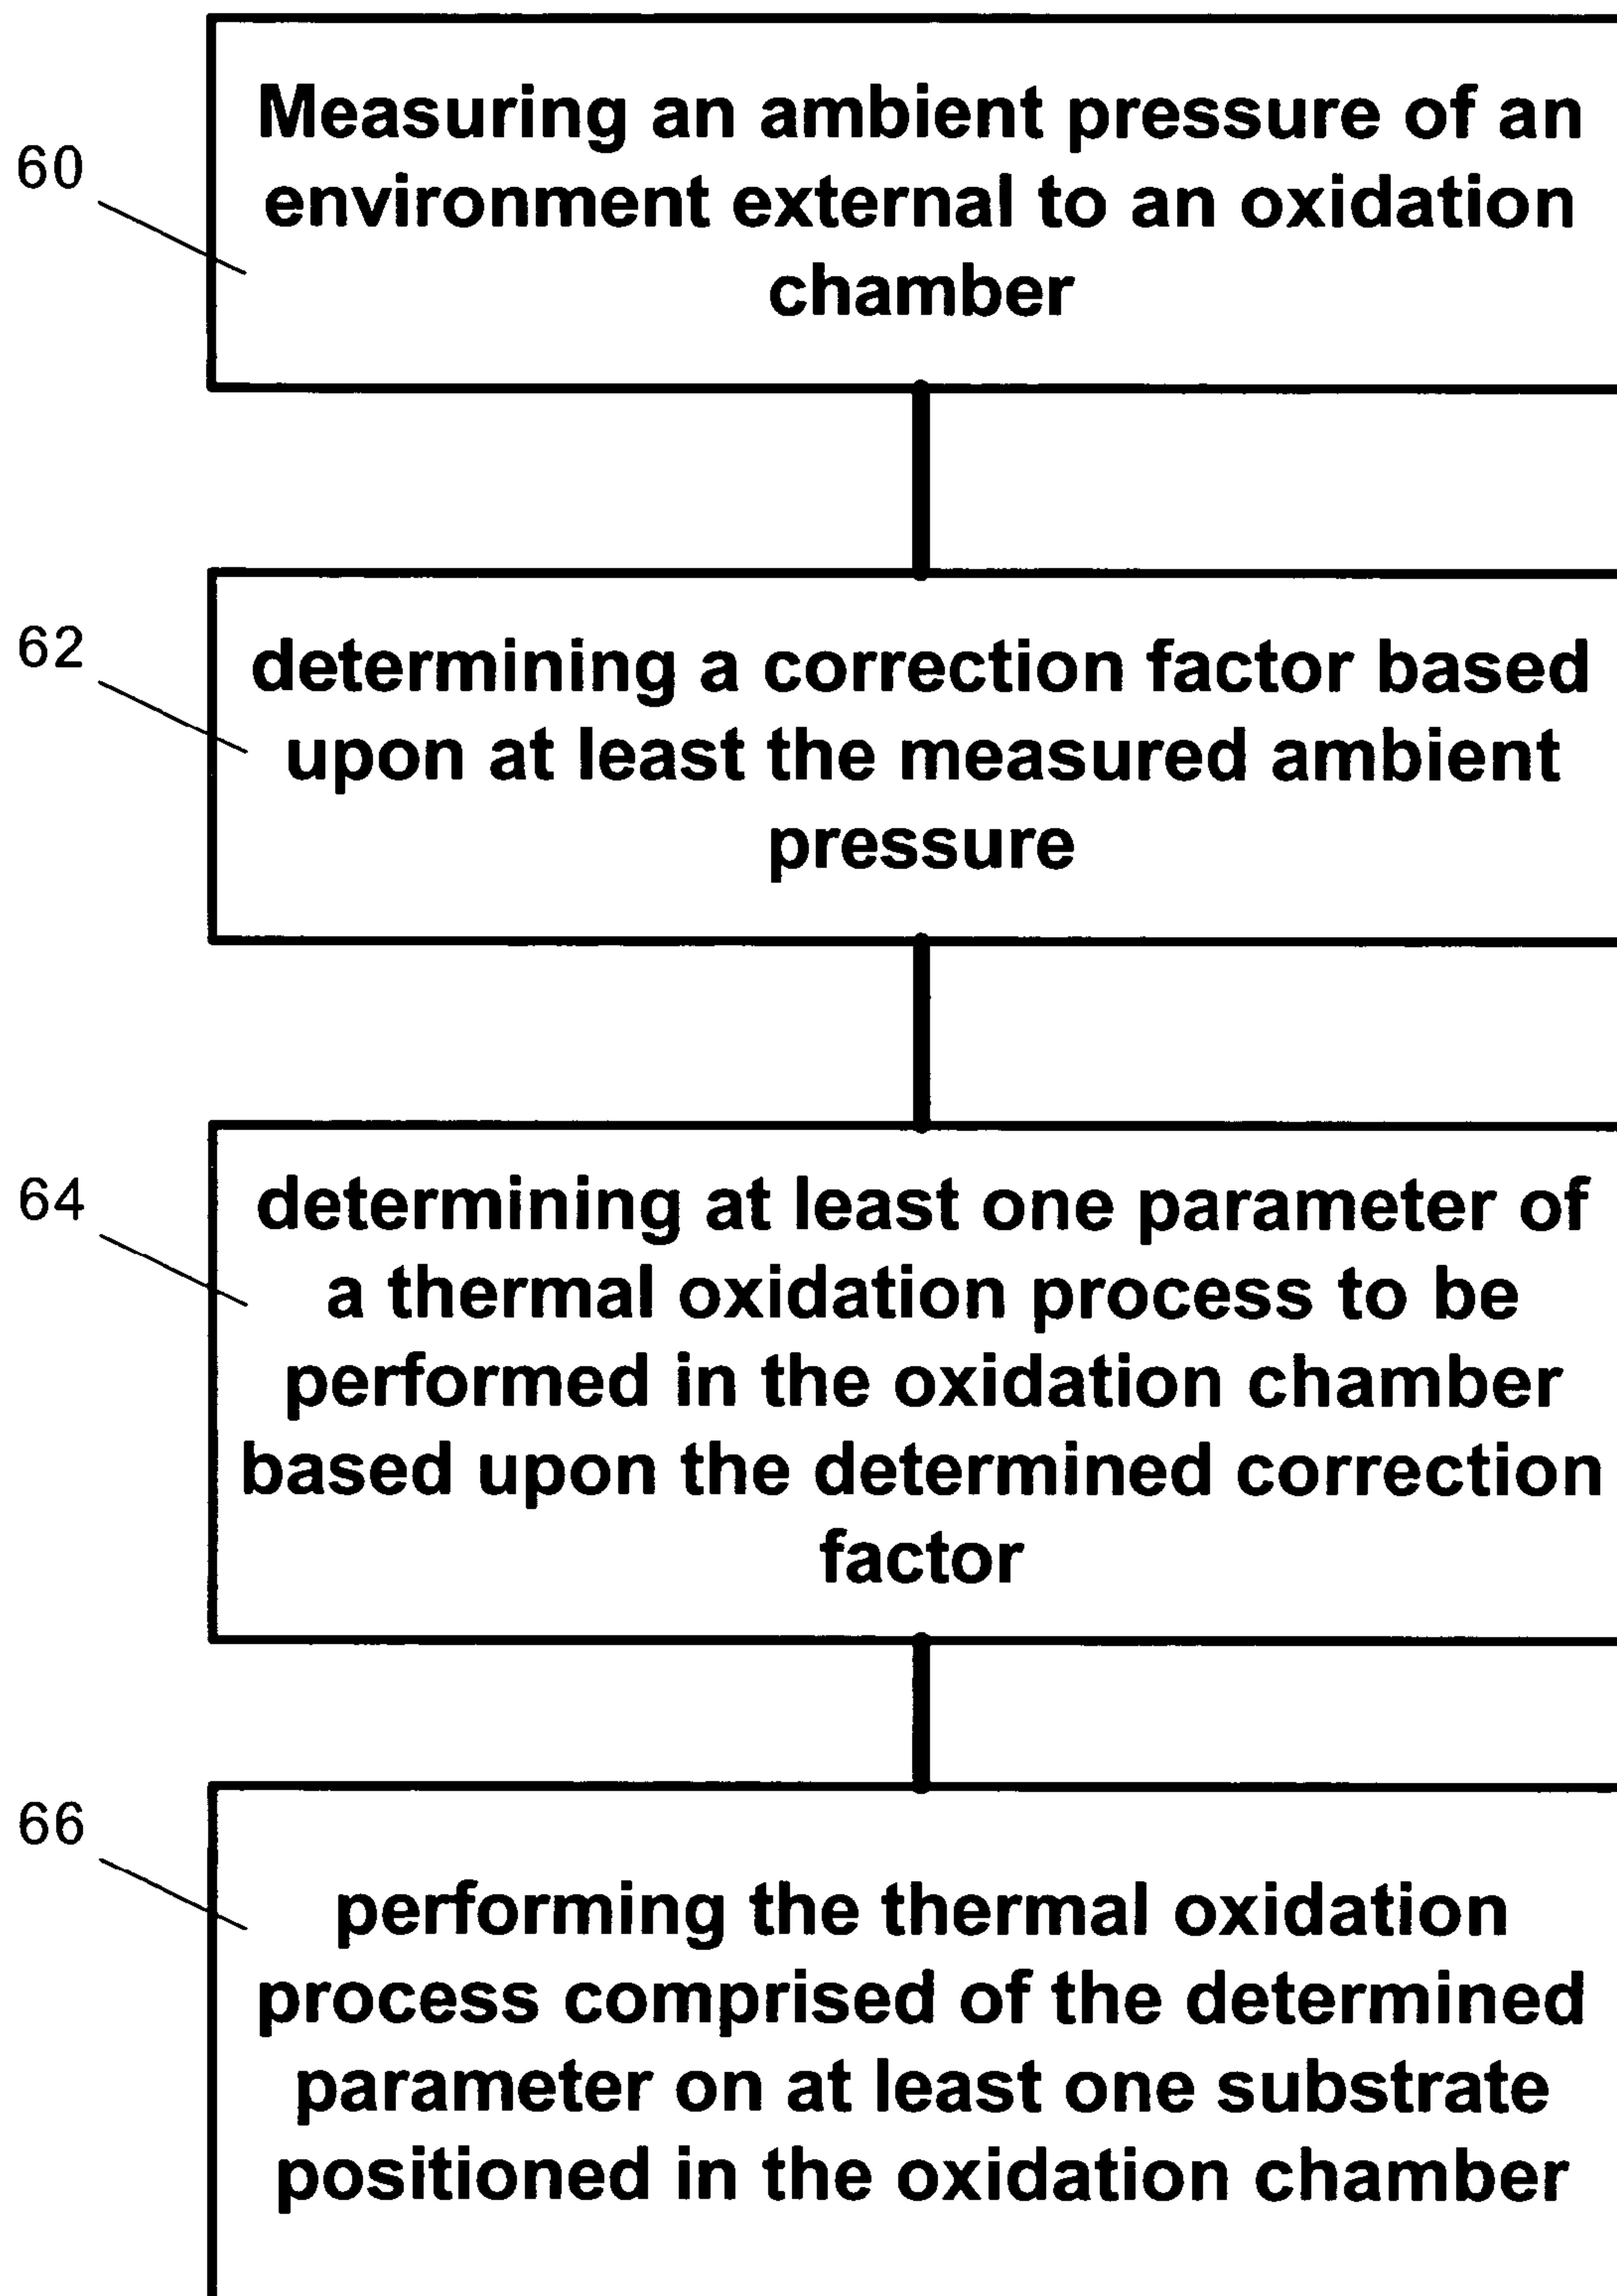 60
Measuring an ambient pressure of an
environment external to an oxidation
chamber
62
determining a correction factor based
upon at least the measured ambient
pressure
64
determining at least one parameter of
a thermal oxidation process to be
performed in the oxidation chamber
based upon the determined correction
factor
66
performing the thermal oxidation
process comprised of the determined
parameter on at least one substrate
positioned in the oxidation chamber